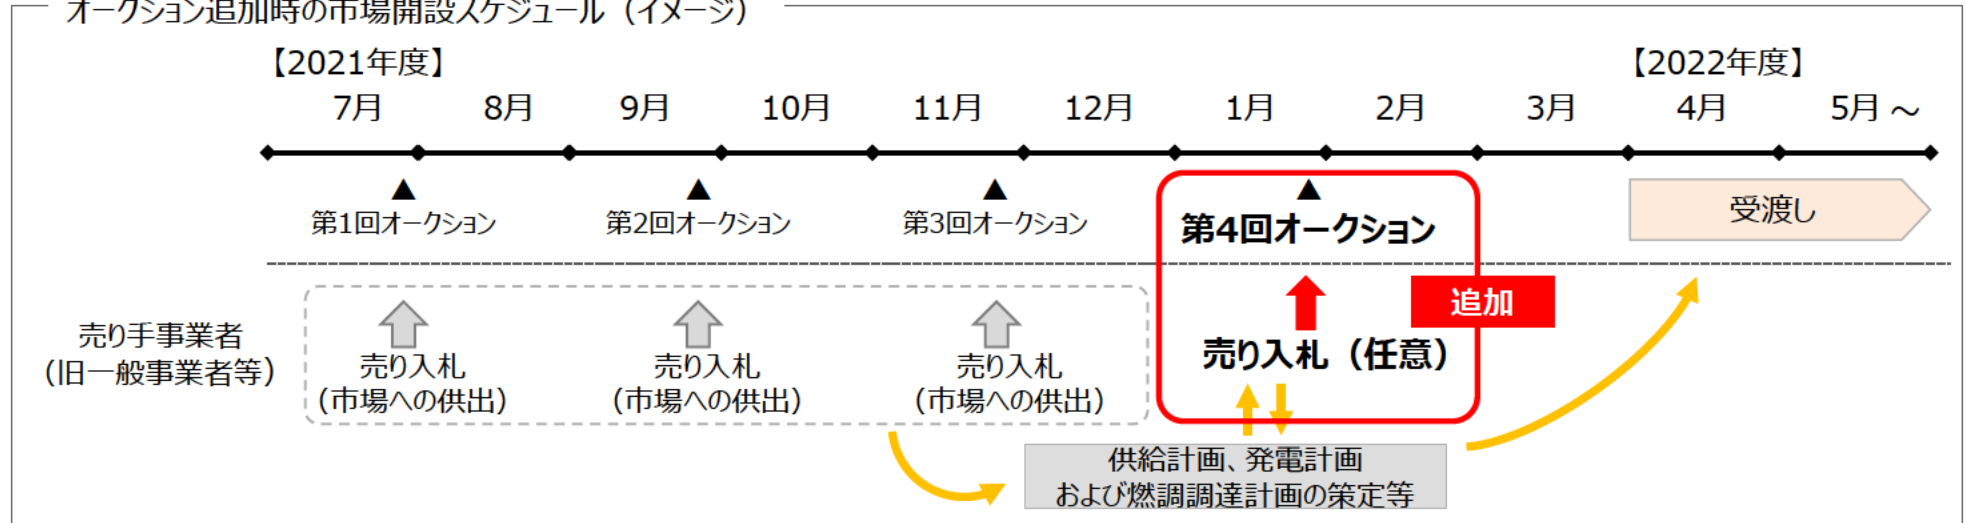 オークション追加時の市場開設スケジュール（イメージ）
【2021年度】
【2022年度】
7月 8月 9月 10月 11月 12月 1月 2月 3月 4月 5月～
▲ ▲ ▲ ▲
第1回オークション 第2回オークション 第3回オークション 第4回オークション 受渡し
追加
売り手事業者
（旧一般事業者等）
売り入札
（市場への供出）
売り入札
（市場への供出）
売り入札
（市場への供出）
売り入札（任意）
供給計画、発電計画
および燃調調達計画の策定等